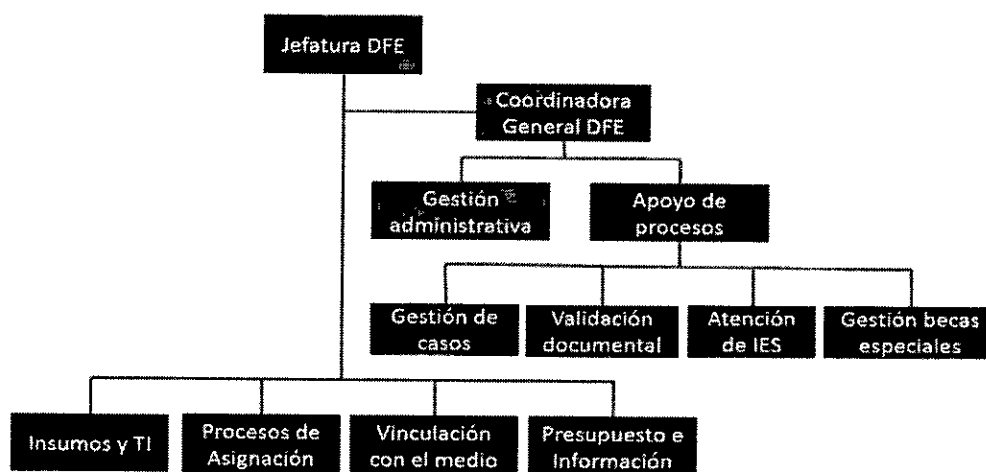 Jefatura DFE
Coordinadora
General DFE
Gestión
administrativa
Apoyo de
procesos
Gestión de
casos
Validación
documental
Atención
de IES
Gestión becas
especiales
Insumos y TI
Procesos de
Asignación
Vinculación
con el medio
Presupuesto e
Información